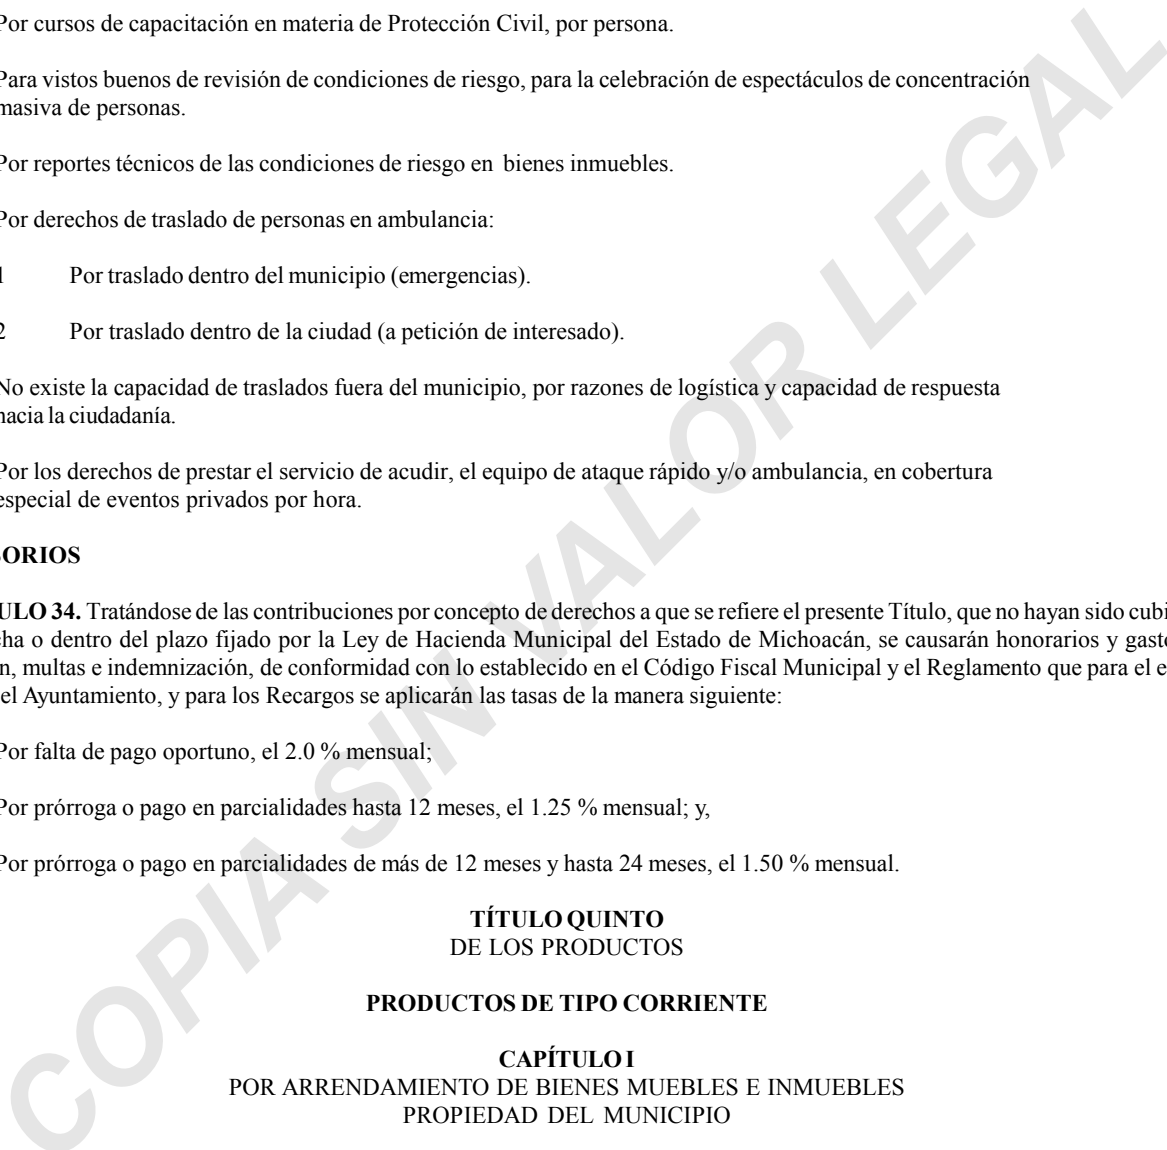 Por cursos de capacitación en materia de Protección Civil, por persona.
Para vistos buenos de revisión de condiciones de riesgo, para la celebración de espectáculos de concentración
masiva de personas.
Por reportes técnicos de las condiciones de riesgo en bienes inmuebles.
Por derechos de traslado de personas en ambulancia:
1 Por traslado dentro del municipio (emergencias).
2 Por traslado dentro de la ciudad (a petición de interesado).
No existe la capacidad de traslados fuera del municipio, por razones de logística y capacidad de respuesta
hacia la ciudadanía.
Por los derechos de prestar el servicio de acudir, el equipo de ataque rápido y/o ambulancia, en cobertura
especial de eventos privados por hora.
SORIOS
ULO 34. Tratándose de las contribuciones por concepto de derechos a que se refiere el presente Título, que no hayan sido cubi
cha o dentro del plazo fijado por la Ley de Hacienda Municipal del Estado de Michoacán, se causarán honorarios y gasto
n, multas e indemnización, de conformidad con lo establecido en el Código Fiscal Municipal y el Reglamento que para el e
el Ayuntamiento, y para los Recargos se aplicarán las tasas de la manera siguiente:
Por falta de pago oportuno, el 2.0 % mensual;
Por prórroga o pago en parcialidades hasta 12 meses, el 1.25 % mensual; y,
Por prórroga o pago en parcialidades de más de 12 meses y hasta 24 meses, el 1.50 % mensual.
TÍTULO QUINTO
DE LOS PRODUCTOS
PRODUCTOS DE TIPO CORRIENTE
CAPÍTULO I
POR ARRENDAMIENTO DE BIENES MUEBLES E INMUEBLES
PROPIEDAD DEL MUNICIPIO
COPIA SIN VALOR LEGAL